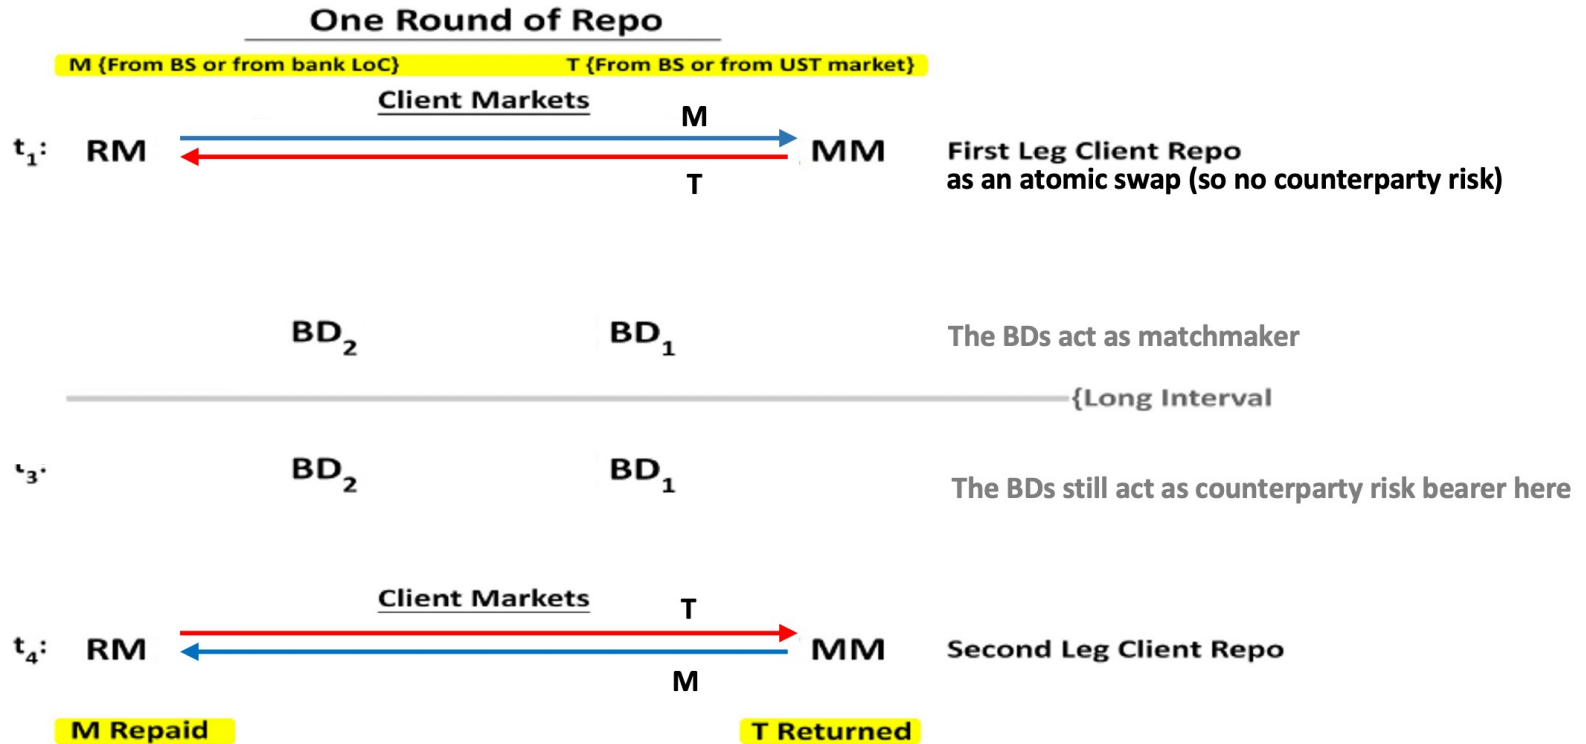 One Round of Repo
M {From BS or from bank LoC} T {From BS or from UST market}
Client Markets
M
t1: RM MM First Leg Client Repo
as an atomic swap (so no counterparty risk)
T
BD2 BD1 The BDs act as matchmaker
{Long Interval
3. BD2 BD1
The BDs still act as counterparty risk bearer here
Client Markets T
t4: RM MM Second Leg Client Repo
M
M Repaid T Returned